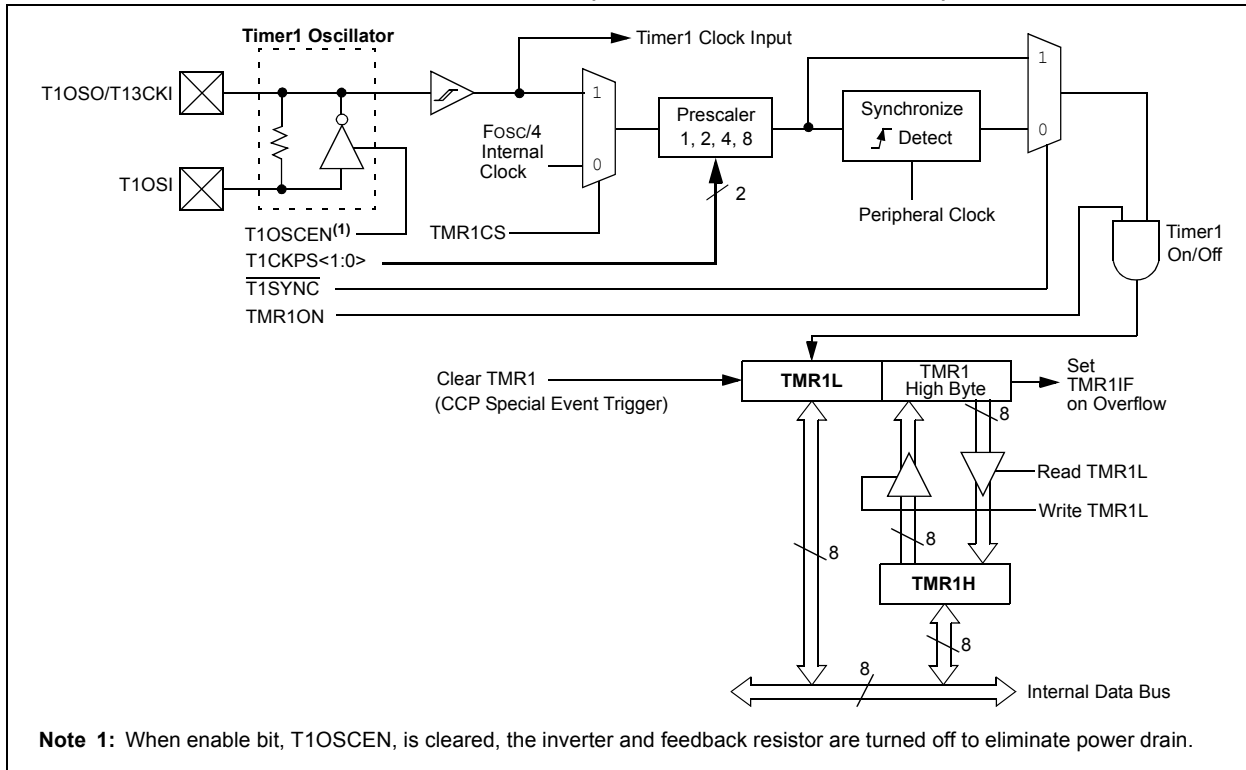 Timer1 Oscillator
Timer1 Clock Input
T1OSO/T13CKI
1
1
Prescaler
1, 2, 4, 8
Synchronize
Detect
FOSC/4
Internal
Clock
0
0
T1OSI
2
Peripheral Clock
T1OSCEN(1)
TMR1CS
Timer1
On/Off
T1CKPS<1:0>
T1SYNC
TMR1ON
Clear TMR1
(CCP Special Event Trigger)
TMR1L
TMR1
High Byte
Set
TMR1IF
on Overflow
8
Read TMR1L
Write TMR1L
8
8
TMR1H
8
8
Internal Data Bus
Note 1: When enable bit, T1OSCEN, is cleared, the inverter and feedback resistor are turned off to eliminate power drain.